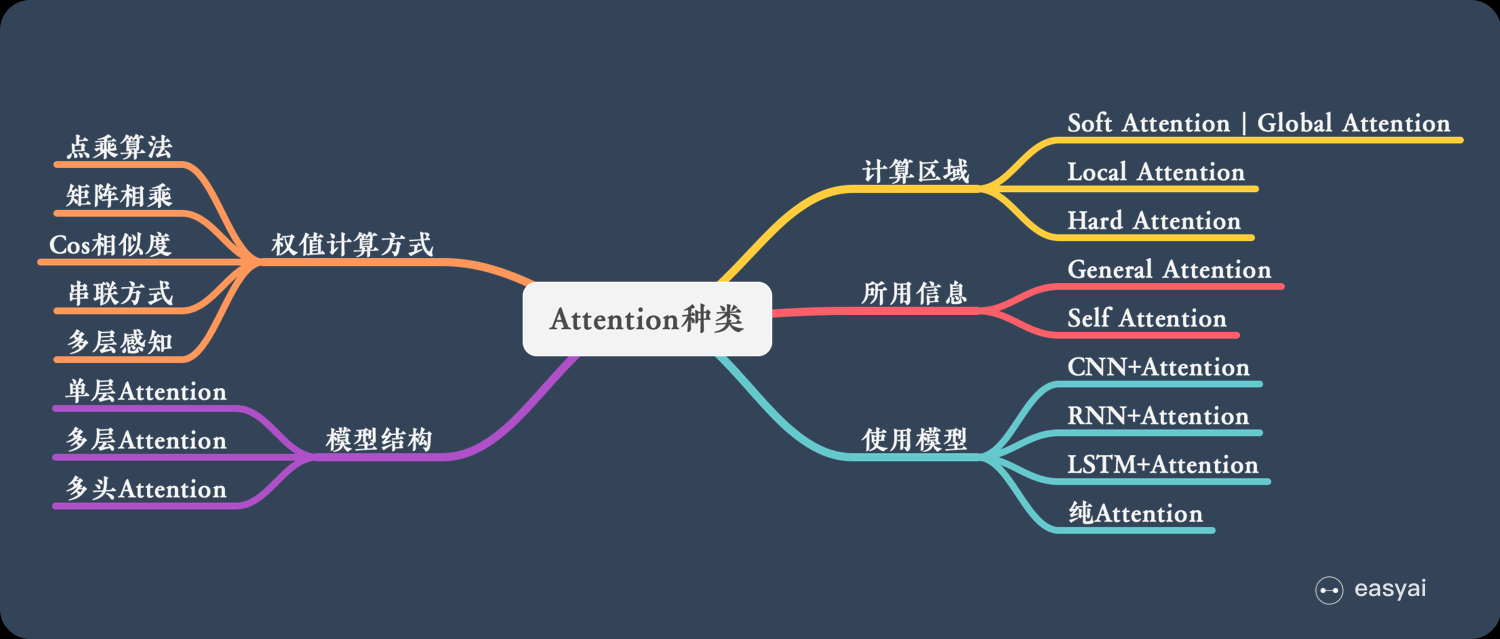 Attention种类
计算区域
Soft Attention | Global Attention
Local Attention
Hard Attention
所用信息
General Attention
Self Attention
使用模型
CNN+Attention
RNN+Attention
LSTM+Attention
纯Attention
权值计算方式
点乘算法
矩阵相乘
Cos相似度
串联方式
多层感知
模型结构
单层Attention
多层Attention
多头Attention
easyai